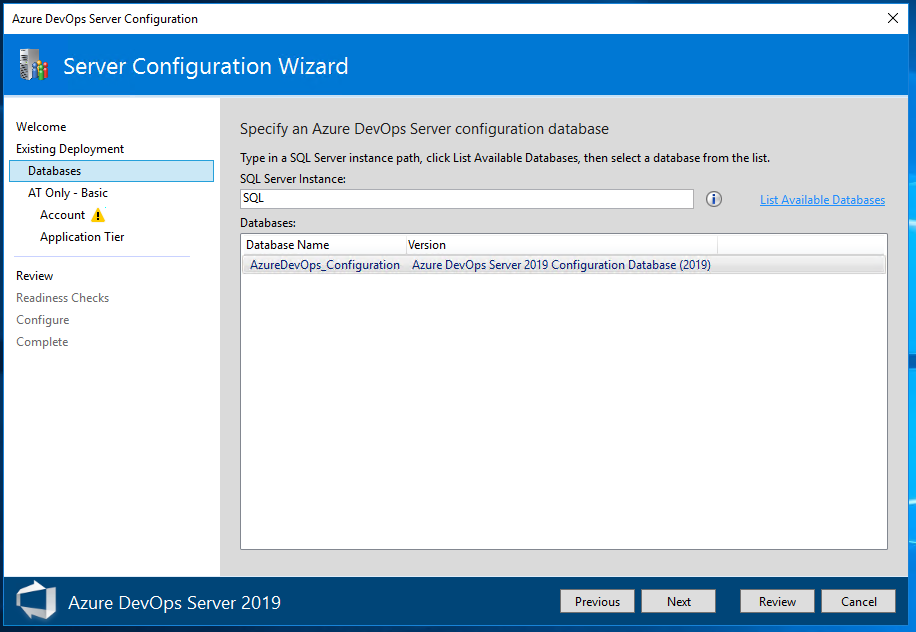 Azure DevOps Server Configuration
Server Configuration Wizard
Welcome
Existing Deployment
Databases
AT Only - Basic
Account
Application Tier
Review
Readiness Checks
Configure
Complete
Specify an Azure DevOps Server configuration database
Type in a SQL Server instance path, click List Available Databases, then select a database from the list.
SQL Server Instance:
SQL
List Available Databases
Databases:
Database Name Version
AzureDevOps_Configuration Azure DevOps Server 2019 Configuration Database (2019)
Azure DevOps Server 2019
Previous Next Review Cancel